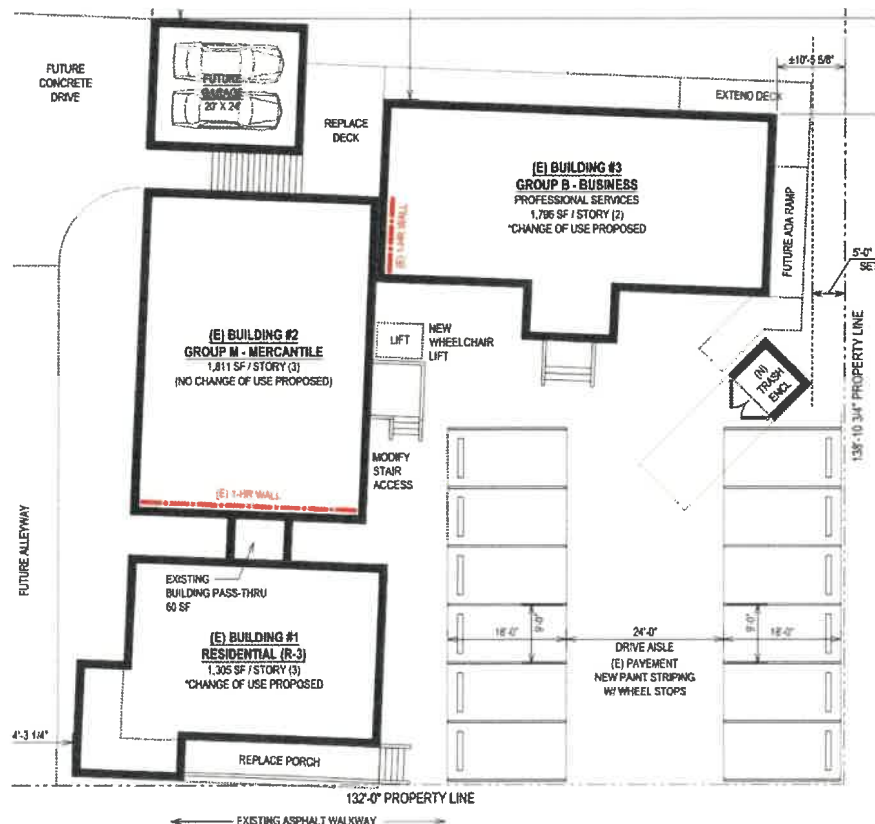 FUTURE
CONCRETE
DRIVE
FUTURE
GARAGE
20' X 24'
REPLACE
DECK
EXTEND DECK
±10'-5 5/8"
(E) BUILDING #3
GROUP B - BUSINESS
PROFESSIONAL SERVICES
1,796 SF / STORY (2)
*CHANGE OF USE PROPOSED
(E) 1-HR WALL
FUTURE ADA RAMP
5'-0"
138'-10 3/4" PROPERTY LINE
(E) BUILDING #2
GROUP M - MERCANTILE
1,811 SF / STORY (3)
(NO CHANGE OF USE PROPOSED)
LIFT
NEW
WHEELCHAIR
LIFT
(N)
TRASH
ENCL
MODIFY
STAIR
ACCESS
(E) 1-HR WALL
FUTURE ALLEYWAY
EXISTING
BUILDING PASS-THRU
60 SF
(E) BUILDING #1
RESIDENTIAL (R-3)
1,305 SF / STORY (3)
*CHANGE OF USE PROPOSED
18'-0"
9'-0"
24'-0"
DRIVE AISLE
(E) PAVEMENT
NEW PAINT STRIPING
W/ WHEEL STOPS
9'-0"
18'-0"
4'-3 1/4"
REPLACE PORCH
132'-0" PROPERTY LINE
EXISTING ASPHALT WALKWAY